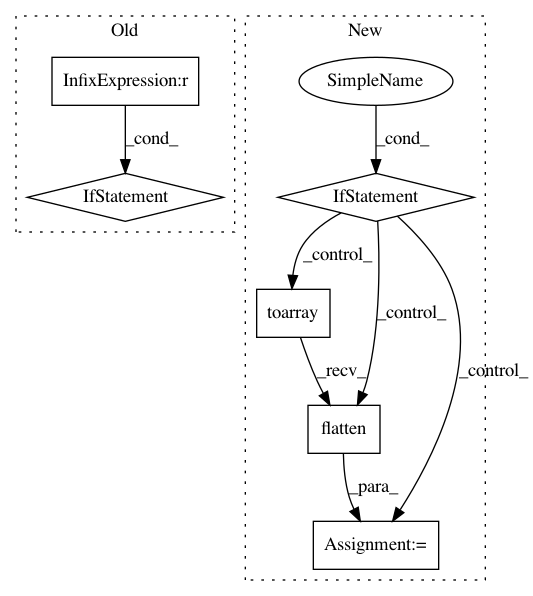 Old
New
InfixExpression:r
SimpleName
_cond_
_cond_
IfStatement
IfStatement
_control_
toarray
_control_
_control_
_recv_
flatten
_para_
Assignment:=